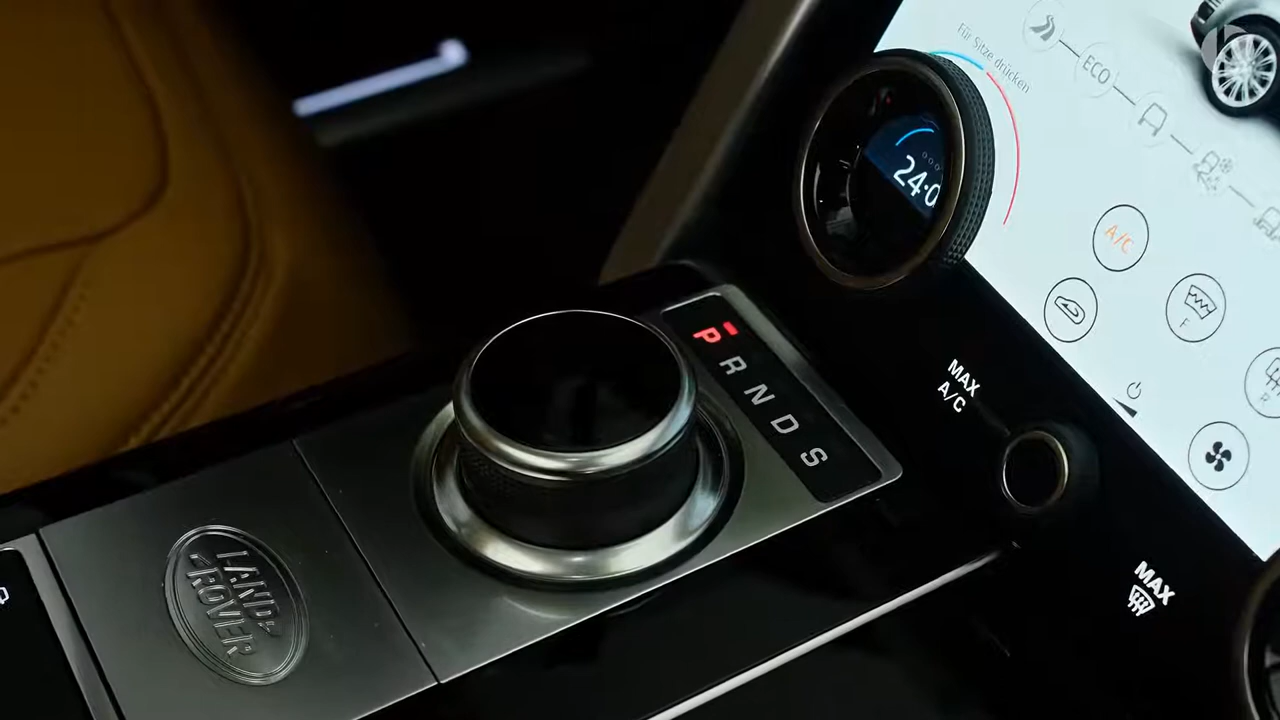 Für Sitze drücken
ECO
24.0
A/C
F
R
MAX
A/C
MAX
P
R
N
D
S
LAND
ROVER